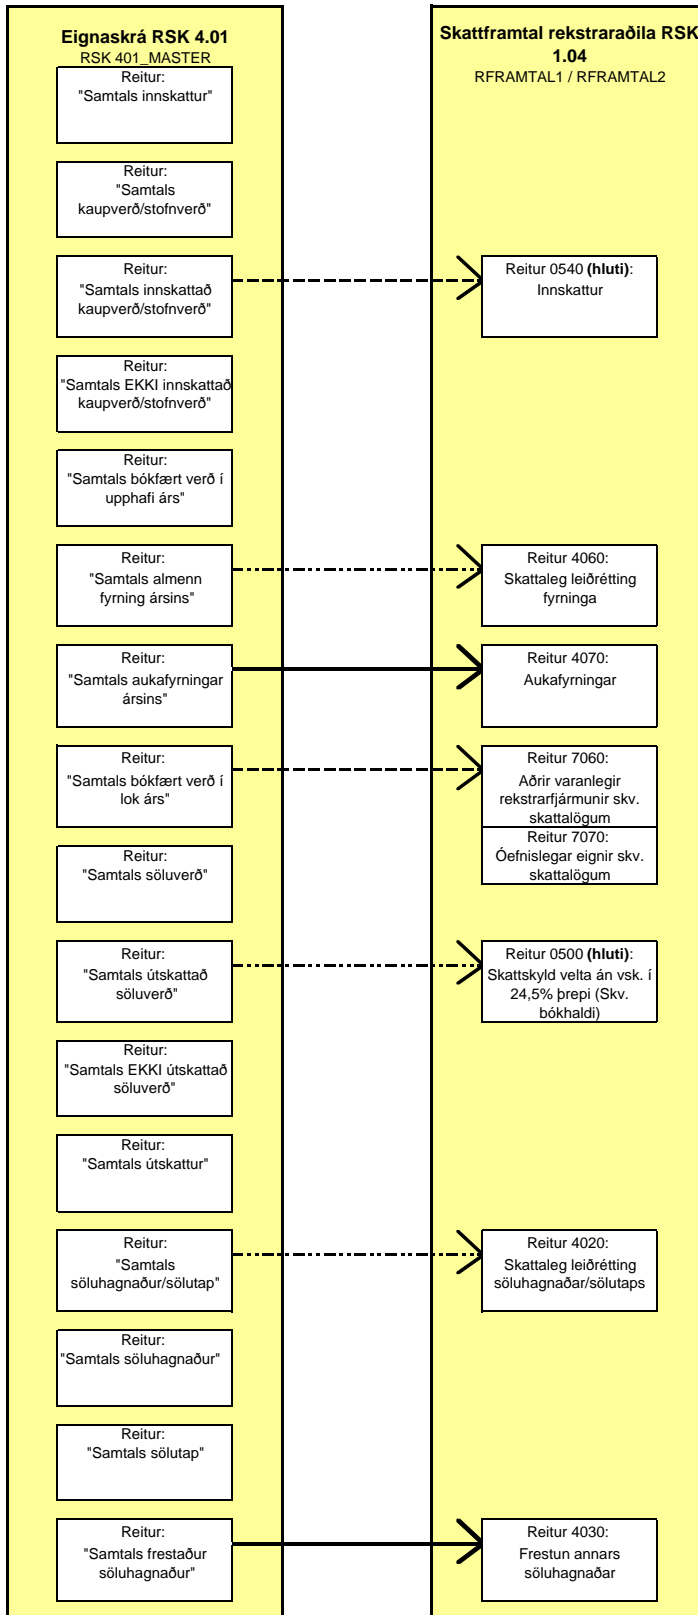 Eignaskrá RSK 4.01
RSK 401_MASTER
Reitur:
"Samtals innskattur"
Reitur:
"Samtals
kaupverð/stofnverð"
Reitur:
"Samtals innskattað
kaupverð/stofnverð"
Reitur:
"Samtals EKKI innskattað
kaupverð/stofnverð"
Reitur:
"Samtals bókfært verð í
upphafi árs"
Reitur:
"Samtals almenn
fyrning ársins"
Reitur:
"Samtals aukafyrningar
ársins"
Reitur:
"Samtals bókfært verð í
lok árs"
Reitur:
"Samtals söluverð"
Reitur:
"Samtals útskattað
söluverð"
Reitur:
"Samtals EKKI útskattað
söluverð"
Reitur:
"Samtals útskattur"
Reitur:
"Samtals
söluhagnaður/sölutap"
Reitur:
"Samtals söluhagnaður"
Reitur:
"Samtals sölutap"
Reitur:
"Samtals frestaður
söluhagnaður"
Skattframtal rekstraraðila RSK
1.04
RFRAMTAL1 / RFRAMTAL2
Reitur 0540 (hluti):
Innskattur
Reitur 4060:
Skattaleg leiðrétting
fyrninga
Reitur 4070:
Aukafyrningar
Reitur 7060:
Aðrir varanlegir
rekstrarfjármunir skv.
skattalögum
Reitur 7070:
Óefnislegar eignir skv.
skattalögum
Reitur 0500 (hluti):
Skattskyld velta án vsk. í
24,5% þrepi (Skv.
bókhaldi)
Reitur 4020:
Skattaleg leiðrétting
söluhagnaðar/sölutaps
Reitur 4030:
Frestun annars
söluhagnaðar